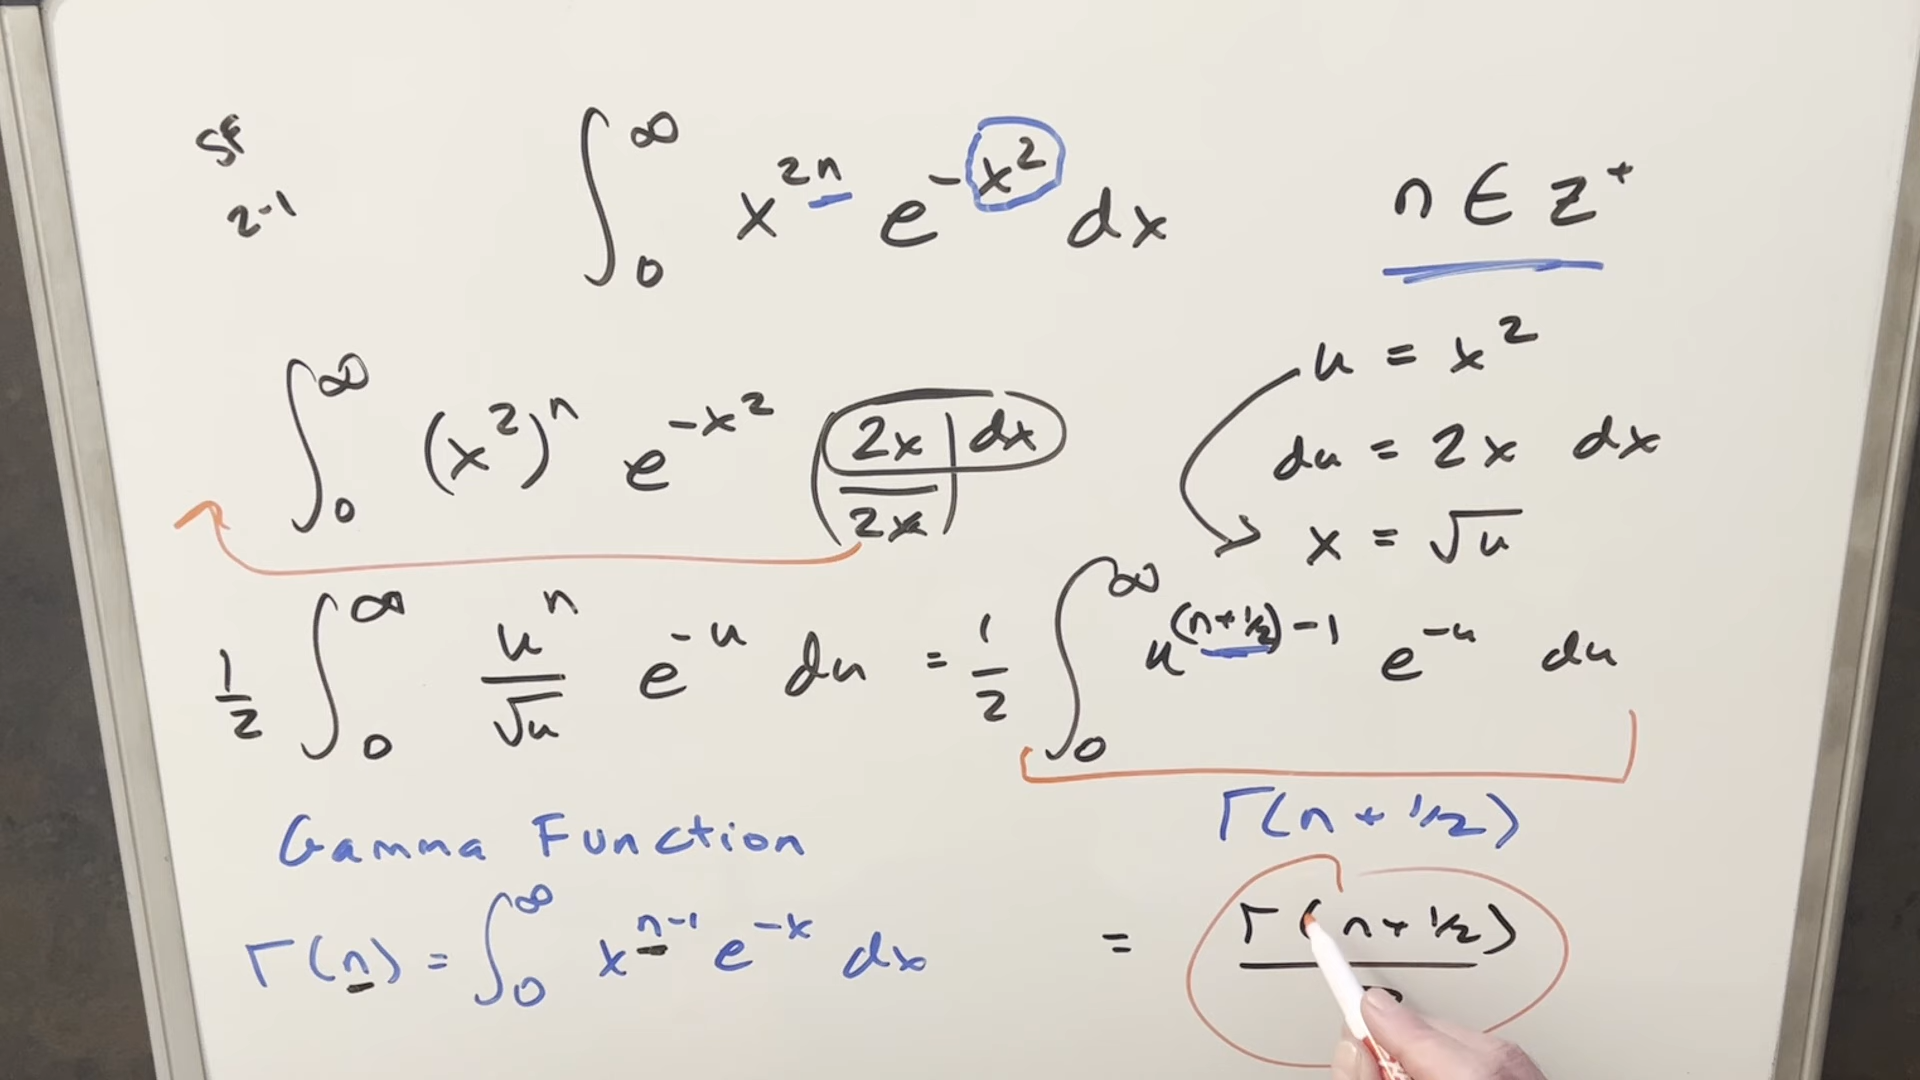 SF
2-1
∫₀^∞ x^{2n} e^{-x²} dx
n ∈ Z⁺
u = x²
du = 2x dx
x = √u
∫₀^∞ (x²)ⁿ e^{-x²} (2x/2x) dx
1/2 ∫₀^∞ uⁿ/√u e^{-u} du = 1/2 ∫₀^∞ u^{(n+1/2)-1} e^{-u} du
Γ(n+1/2)
Gamma Function
Γ(n) = ∫₀^∞ x^{n-1} e^{-x} dx
= Γ(n+1/2)